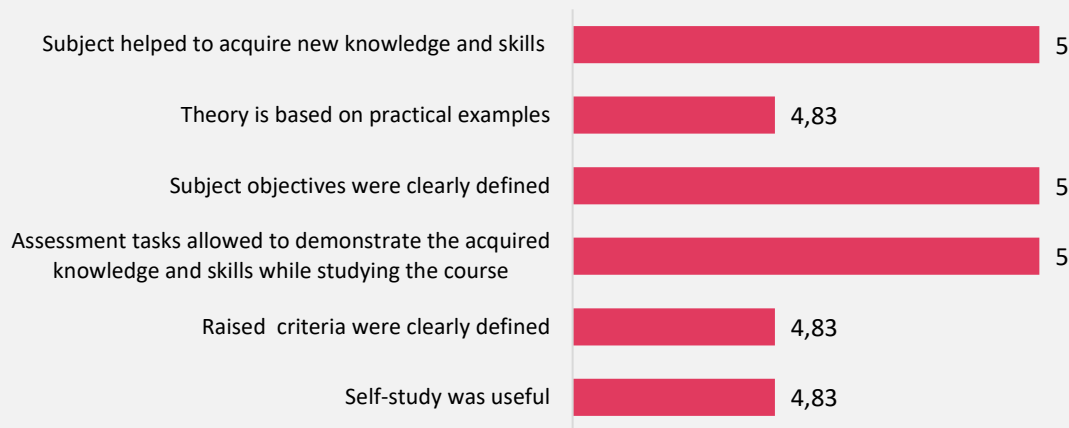 Subject helped to acquire new knowledge and skills 5
Theory is based on practical examples 4,83
Subject objectives were clearly defined 5
Assessment tasks allowed to demonstrate the acquired
knowledge and skills while studying the course 5
Raised criteria were clearly defined 4,83
Self-study was useful 4,83